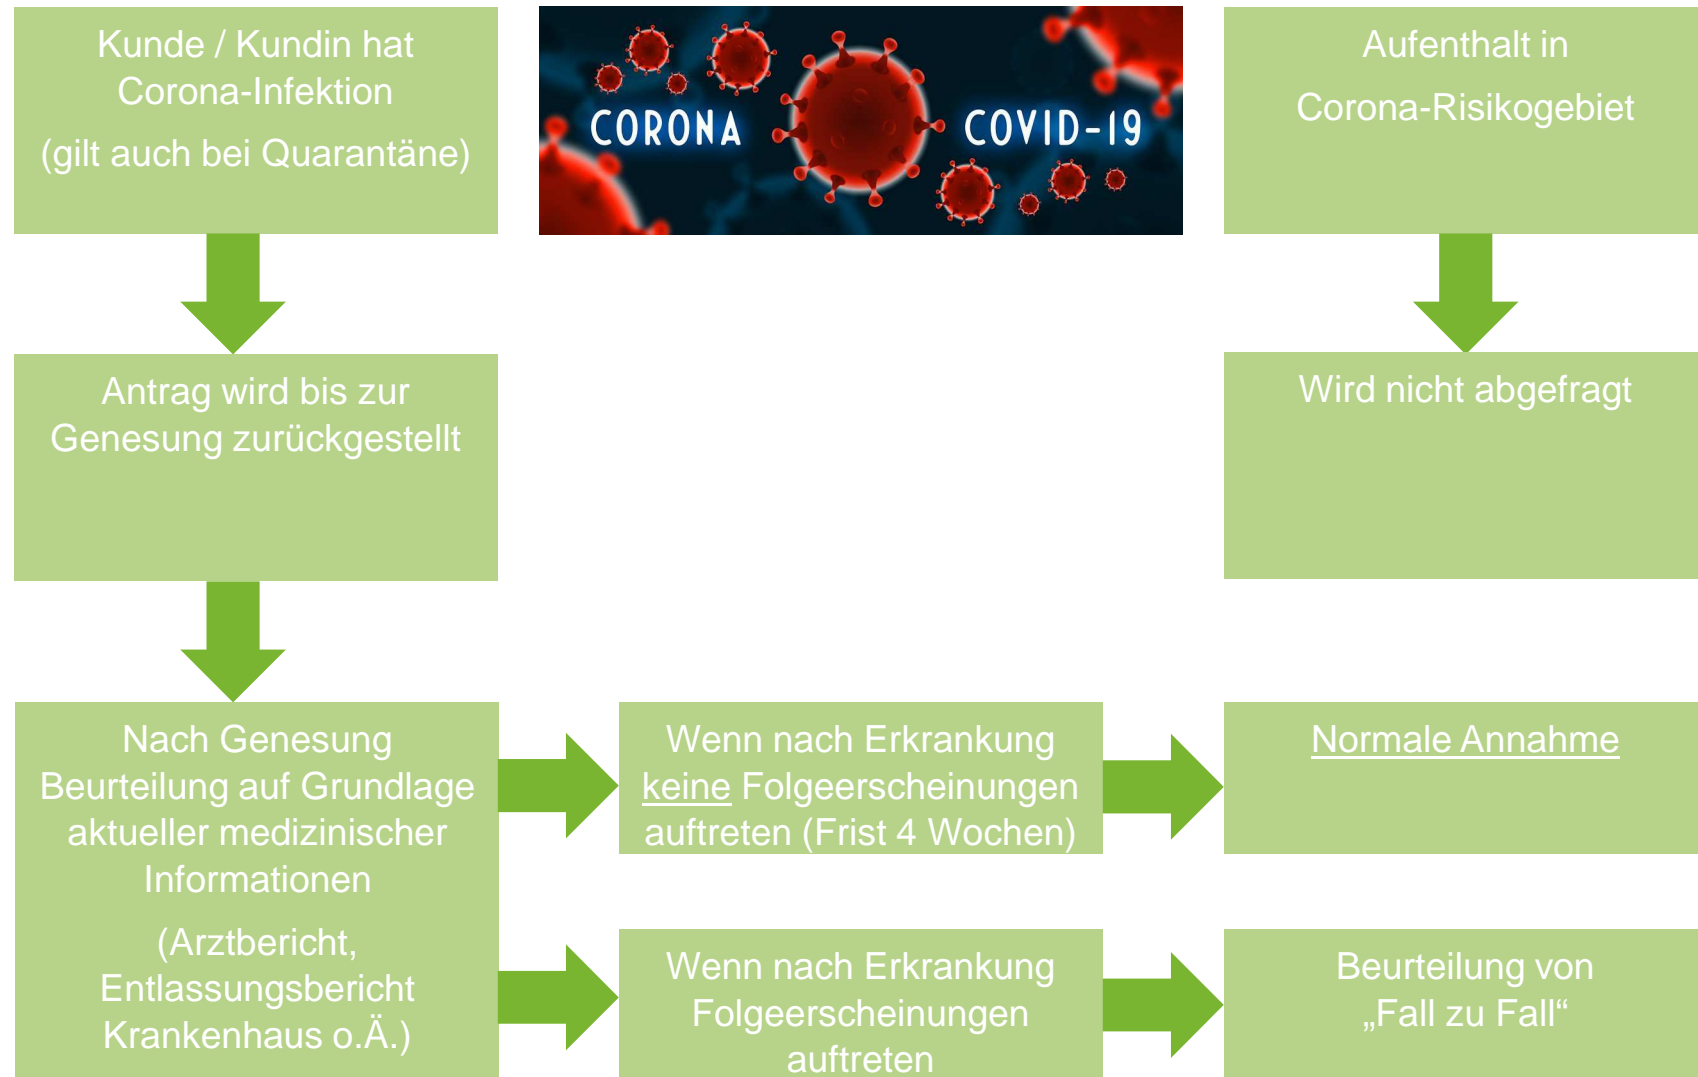 Kunde / Kundin hat
Corona-Infektion
(gilt auch bei Quarantäne)
CORONA
COVID-19
Aufenthalt in
Corona-Risikogebiet
Antrag wird bis zur
Genesung zurückgestellt
Wird nicht abgefragt
Nach Genesung
Beurteilung auf Grundlage
aktueller medizinischer
Informationen
(Arztbericht,
Entlassungsbericht
Krankenhaus o.Ä.)
Wenn nach Erkrankung
keine Folgeerscheinungen
auftreten (Frist 4 Wochen)
Normale Annahme
Wenn nach Erkrankung
Folgeerscheinungen
auftreten
Beurteilung von
„Fall zu Fall“